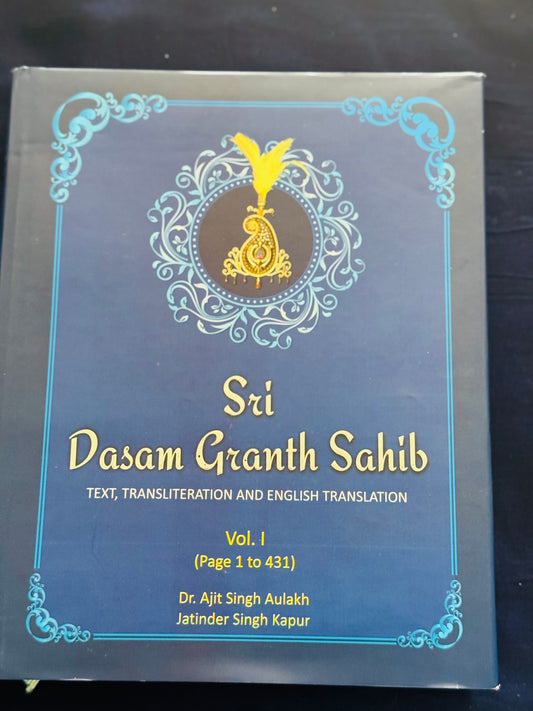 Sri
Dasam Granth Sahib
TEXT, TRANSLITERATION AND ENGLISH TRANSLATION
Vol. I
(Page 1 to 431)
Dr. Ajit Singh Aulakh
Jatinder Singh Kapur